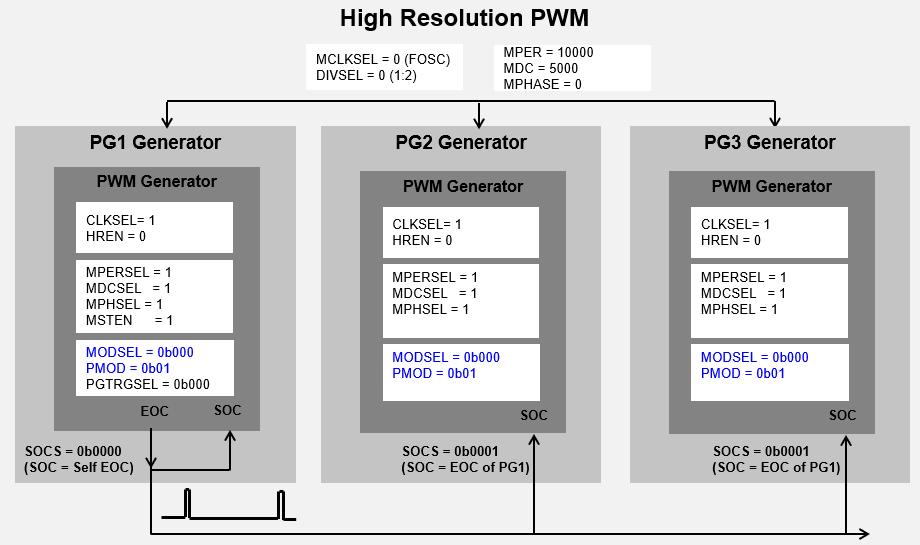 High Resolution PWM
MCLKSEL = 0 (FOSC)
DIVSEL = 0 (1:2)
MPER = 10000
MDC = 5000
MPHASE = 0
PG1 Generator
PWM Generator
CLKSEL= 1
HREN = 0
MPERSEL = 1
MDCSEL = 1
MPHSEL = 1
MSTEN = 1
MODSEL = 0b000
PMOD = 0b01
PGTRGSEL = 0b000
EOC
SOC
SOCS = 0b0000
(SOC = Self EOC)
PG2 Generator
PWM Generator
CLKSEL= 1
HREN = 0
MPERSEL = 1
MDCSEL = 1
MPHSEL = 1
MODSEL = 0b000
PMOD = 0b01
SOC
SOCS = 0b0001
(SOC = EOC of PG1)
PG3 Generator
PWM Generator
CLKSEL= 1
HREN = 0
MPERSEL = 1
MDCSEL = 1
MPHSEL = 1
MODSEL = 0b000
PMOD = 0b01
SOC
SOCS = 0b0001
(SOC = EOC of PG1)